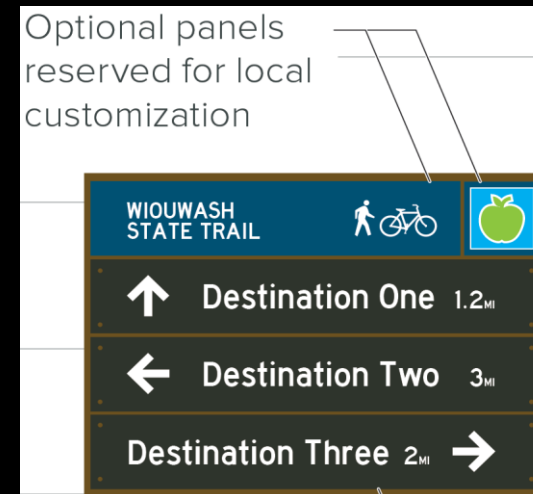 Optional panels
reserved for local
customization
WIOUWASH
STATE TRAIL
Destination One 1.2MI
Destination Two 3MI
Destination Three 2MI